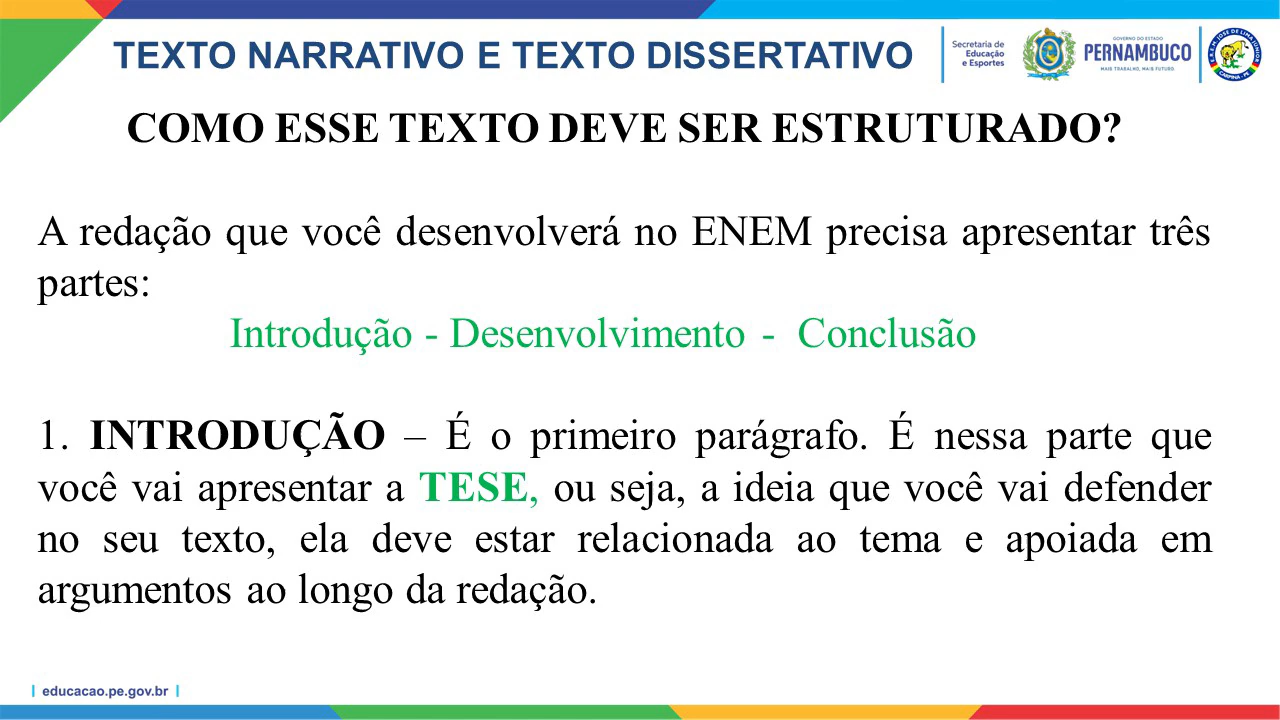 TEXTO NARRATIVO E TEXTO DISSERTATIVO
Secretaria de
Educação
e Esportes
GOVERNO DO ESTADO
PERNAMBUCO
MAIS TRABALHO, MAIS FUTURO.
COMO ESSE TEXTO DEVE SER ESTRUTURADO?
A redação que você desenvolverá no ENEM precisa apresentar três
partes:
Introdução - Desenvolvimento - Conclusão
1. INTRODUÇÃO – É o primeiro parágrafo. É nessa parte que
você vai apresentar a TESE, ou seja, a ideia que você vai defender
no seu texto, ela deve estar relacionada ao tema e apoiada em
argumentos ao longo da redação.
educacao.pe.gov.br